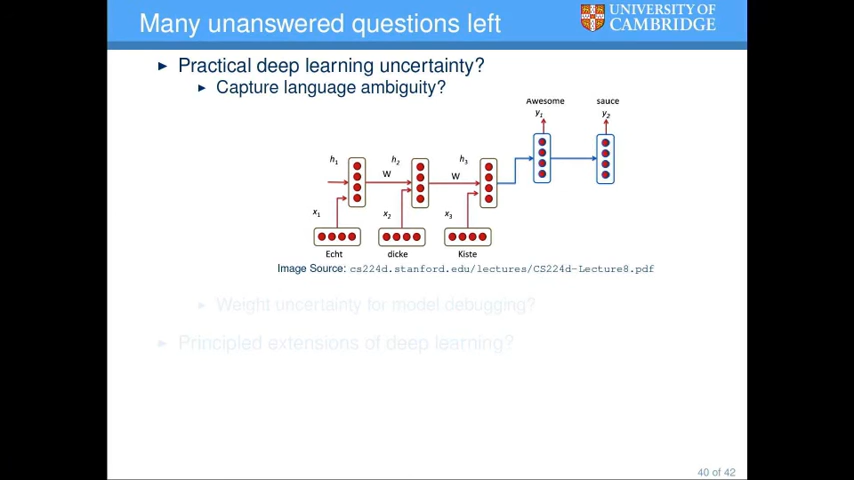 Many unanswered questions left
UNIVERSITY OF
CAMBRIDGE
► Practical deep learning uncertainty?
► Capture language ambiguity?
Awesome sauce
y1 y2
h1 h2 h3
W W
x1 x2 x3
Echt dicke Kiste
Image Source: cs224d.stanford.edu/lectures/CS224d-Lecture8.pdf
► Weight uncertainty for model debugging?
► Principled extensions of deep learning?
40 of 42